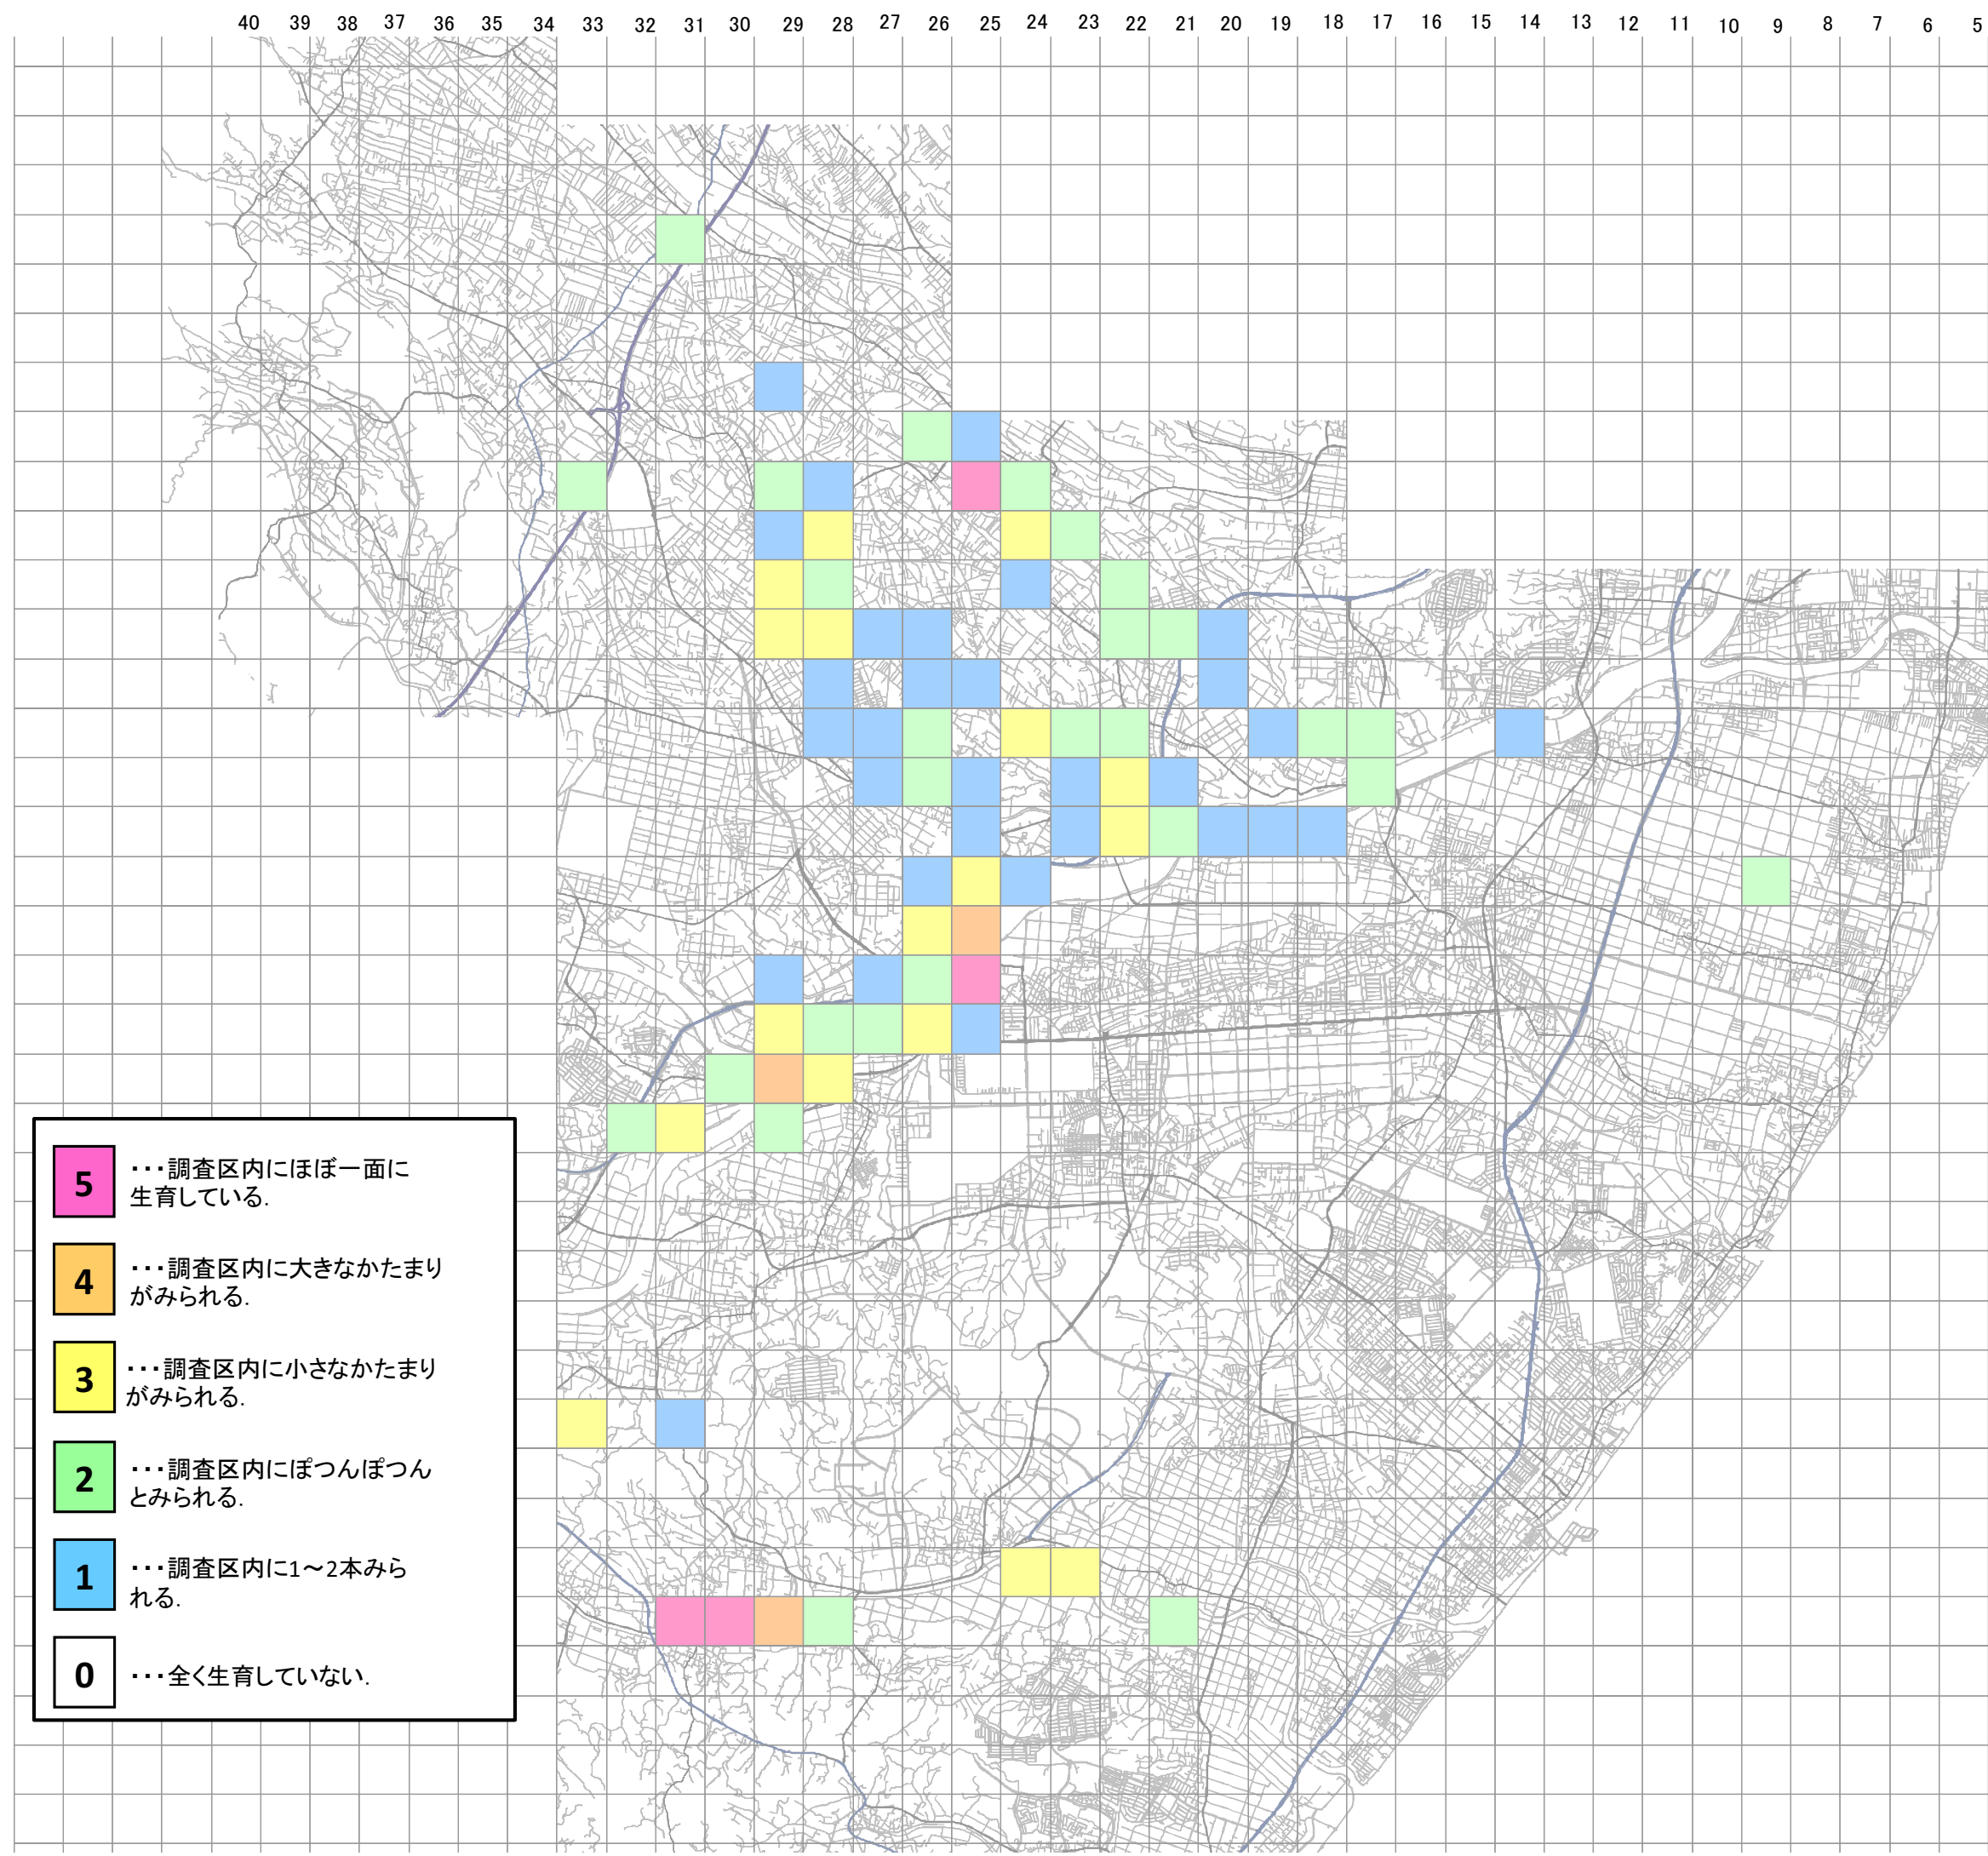 40 39 38 37 36 35 34 33 32 31 30 29 28 27 26 25 24 23 22 21 20 19 18 17 16 15 14 13 12 11 10 9 8 7 6 5
5 ・・・調査区内にほぼ一面に
生育している.
4 ・・・調査区内に大きなかたまり
がみられる.
3 ・・・調査区内に小さなかたまり
がみられる.
2 ・・・調査区内にぽつんぽつん
とみられる.
1 ・・・調査区内に1～2本みら
れる.
0 ・・・全く生育していない.